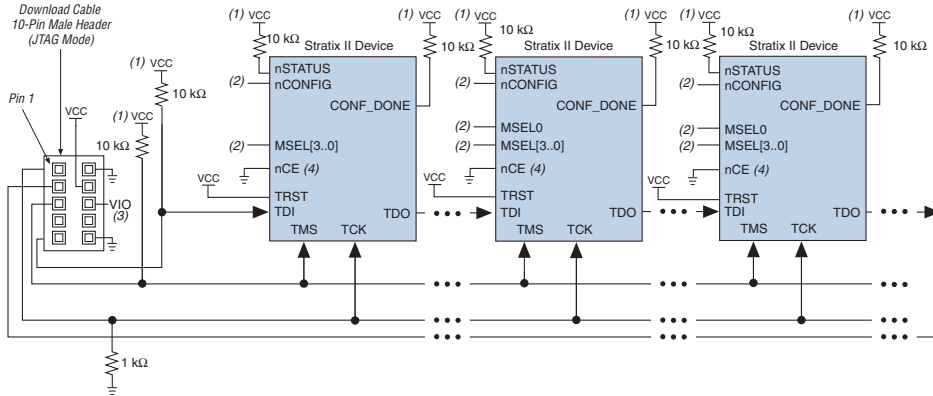 Download Cable
10-Pin Male Header
(JTAG Mode)
Pin 1
VCC
(1) VCC
10 kΩ
(1) VCC
10 kΩ
VIO
(3)
1 kΩ
(1) VCC
10 kΩ
(1) VCC
10 kΩ
Stratix II Device
nSTATUS
(2) nCONFIG
CONF_DONE
(2) MSEL[3..0]
nCE (4)
VCC
TRST
TDI
TDO
TMS
TCK
(1) VCC
10 kΩ
(1) VCC
10 kΩ
Stratix II Device
nSTATUS
(2) nCONFIG
CONF_DONE
(2) MSEL0
(2) MSEL[3..0]
nCE (4)
VCC
TRST
TDI
TDO
TMS
TCK
(1) VCC
10 kΩ
(1) VCC
10 kΩ
Stratix II Device
nSTATUS
(2) nCONFIG
CONF_DONE
(2) MSEL0
(2) MSEL[3..0]
nCE (4)
VCC
TRST
TDI
TDO
TMS
TCK